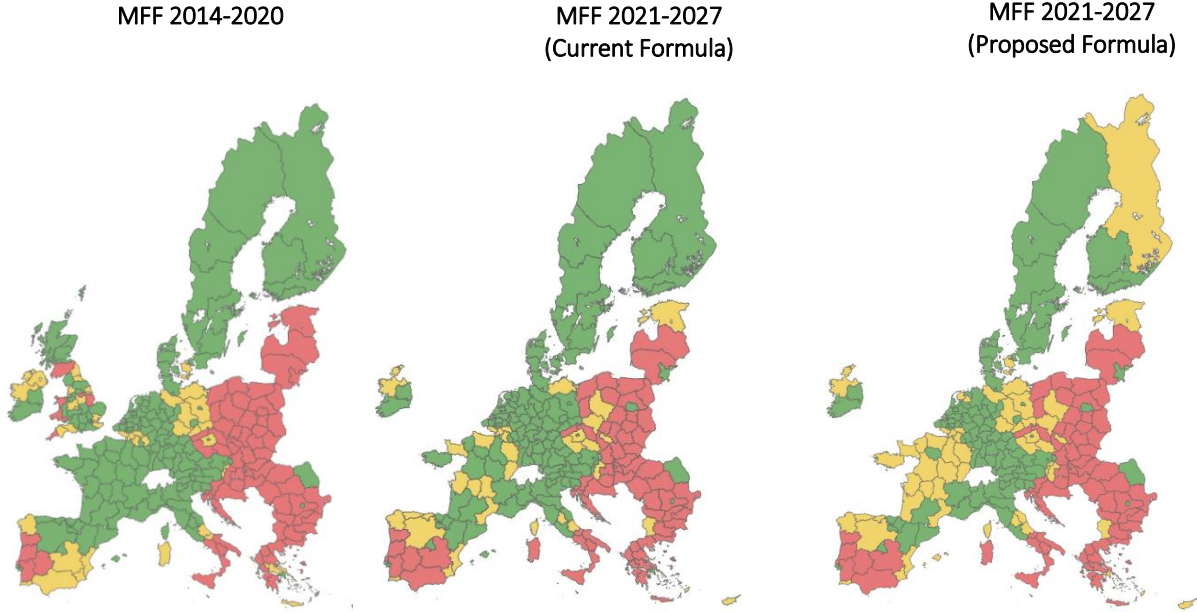 MFF 2014-2020
MFF 2021-2027
(Current Formula)
MFF 2021-2027
(Proposed Formula)